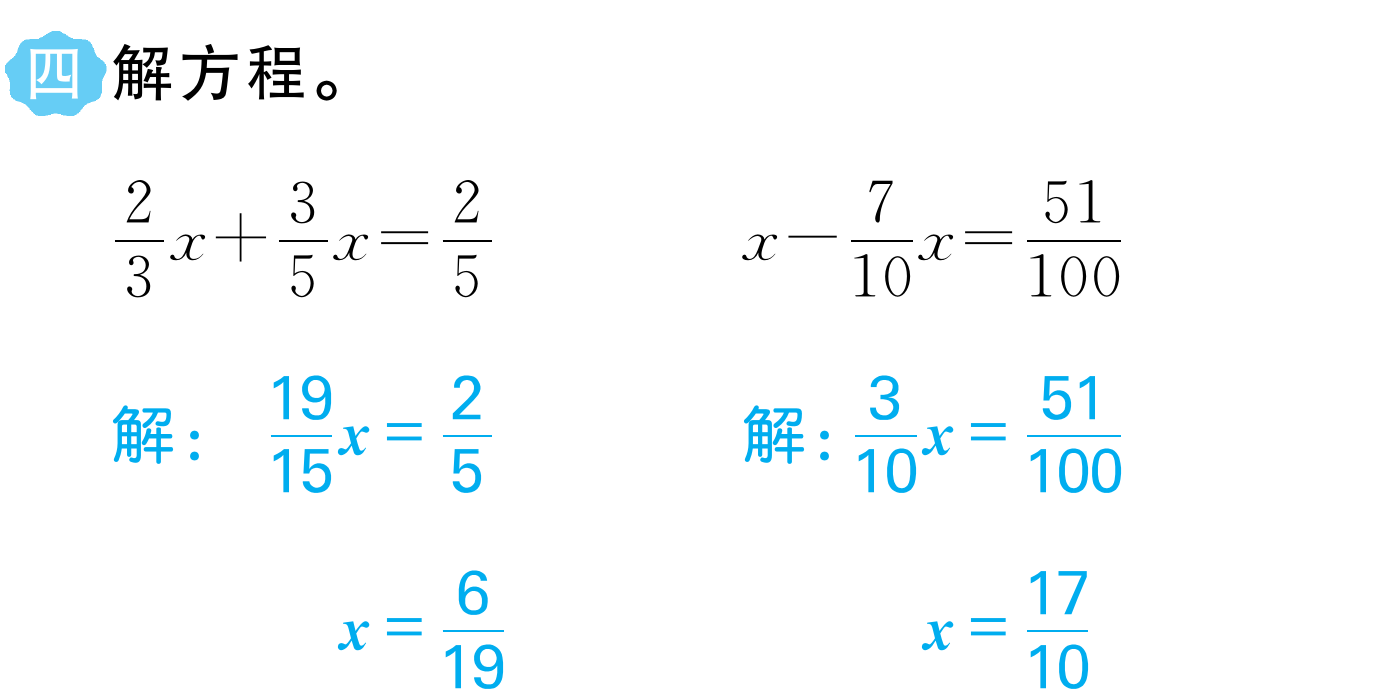 四 解方程。
2/3x+3/5x=2/5
x-7/10x=51/100
解： 19/15x=2/5
解：3/10x=51/100
x=6/19
x=17/10